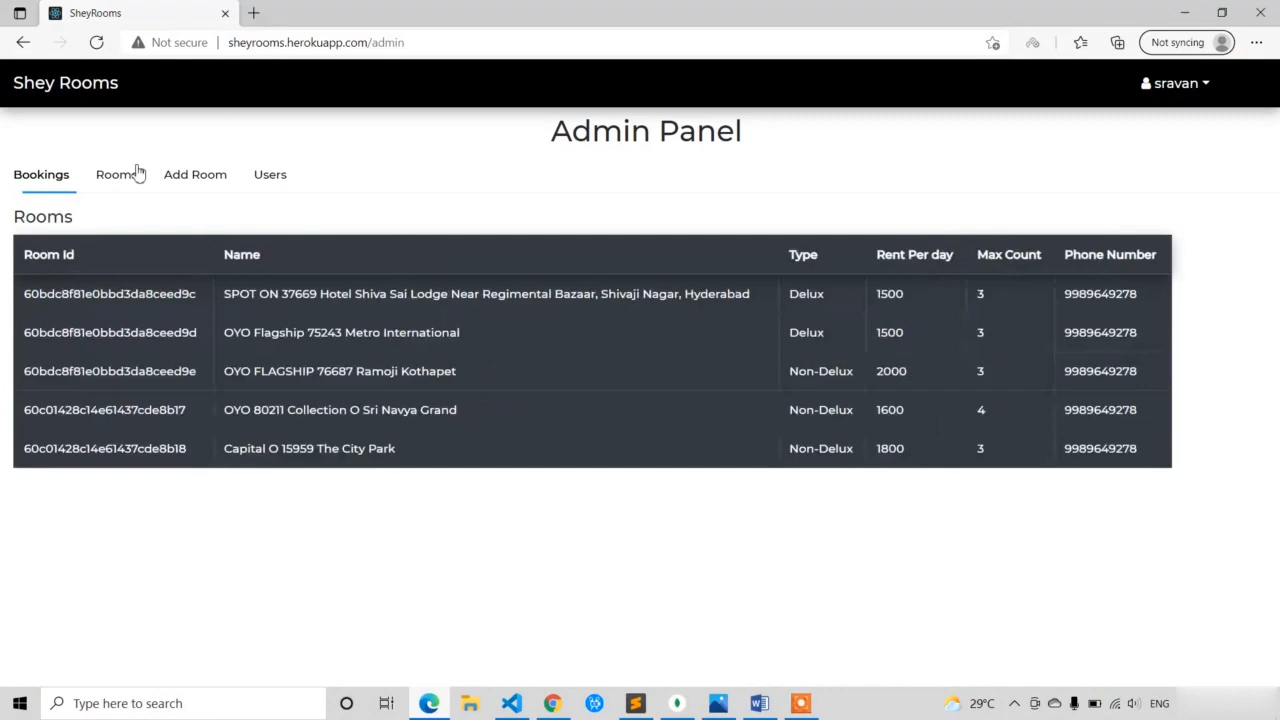 SheyRooms
Not secure | sheyrooms.herokuapp.com/admin
Not syncing
Shey Rooms
sravan
Admin Panel
Bookings Rooms Add Room Users
Rooms
Room Id Name Type Rent Per day Max Count Phone Number
60bdc8f81e0bbd3da8ceed9c SPOT ON 37669 Hotel Shiva Sai Lodge Near Regimental Bazaar, Shivaji Nagar, Hyderabad Delux 1500 3 9989649278
60bdc8f81e0bbd3da8ceed9d OYO Flagship 75243 Metro International Delux 1500 3 9989649278
60bdc8f81e0bbd3da8ceed9e OYO FLAGSHIP 76687 Ramoji Kothapet Non-Delux 2000 3 9989649278
60c01428c14e61437cde8b17 OYO 80211 Collection O Sri Navya Grand Non-Delux 1600 4 9989649278
60c01428c14e61437cde8b18 Capital O 15959 The City Park Non-Delux 1800 3 9989649278
Type here to search
29°C
ENG